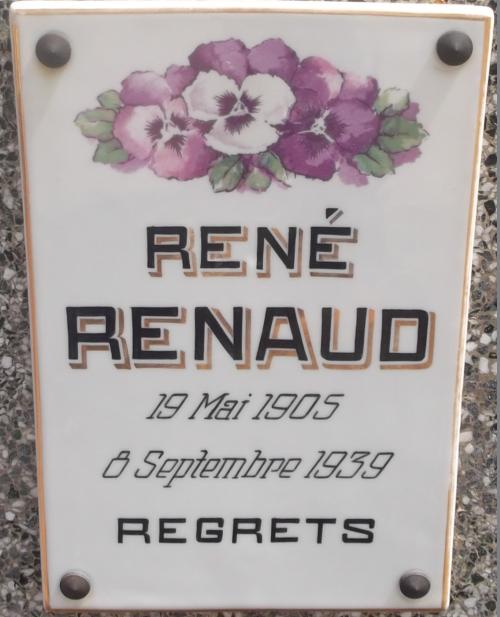 RENÉ
RENAUD
19 Mai 1905
8 Septembre 1939
REGRETS